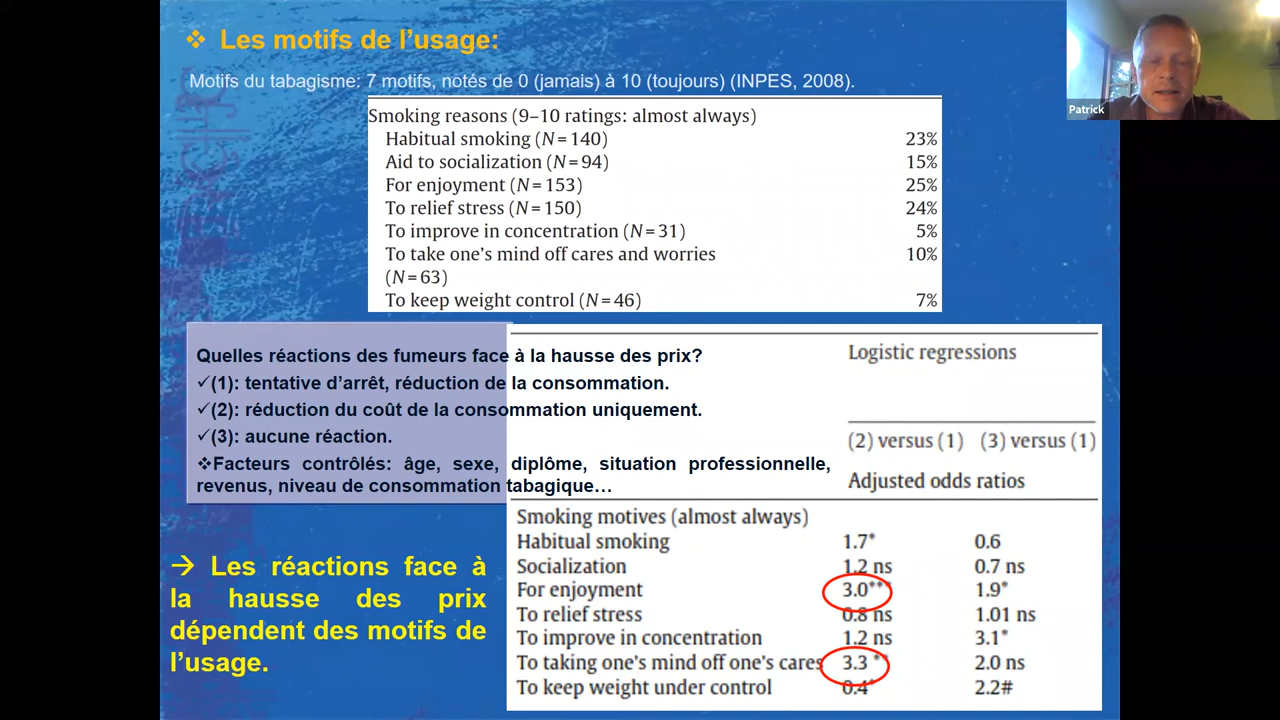 ❖ Les motifs de l’usage:
Patrick
Motifs du tabagisme: 7 motifs, notés de 0 (jamais) à 10 (toujours) (INPES, 2008).
Smoking reasons (9–10 ratings: almost always)
Habitual smoking (N = 140) 23%
Aid to socialization (N = 94) 15%
For enjoyment (N = 153) 25%
To relief stress (N = 150) 24%
To improve in concentration (N = 31) 5%
To take one’s mind off cares and worries 10%
(N = 63)
To keep weight control (N = 46) 7%
Quelles réactions des fumeurs face à la hausse des prix?
✓(1): tentative d’arrêt, réduction de la consommation.
✓(2): réduction du coût de la consommation uniquement.
✓(3): aucune réaction.
❖Facteurs contrôlés: âge, sexe, diplôme, situation professionnelle,
revenus, niveau de consommation tabagique…
Logistic regressions
(2) versus (1) (3) versus (1)
Adjusted odds ratios
Smoking motives (almost always)
Habitual smoking 1.7* 0.6
Socialization 1.2 ns 0.7 ns
For enjoyment 3.0*** 1.9*
To relief stress 0.8 ns 1.01 ns
To improve in concentration 1.2 ns 3.1*
To taking one’s mind off one’s cares 3.3 ** 2.0 ns
To keep weight under control 0.4* 2.2#
→ Les réactions face à
la hausse des prix
dépendent des motifs de
l’usage.